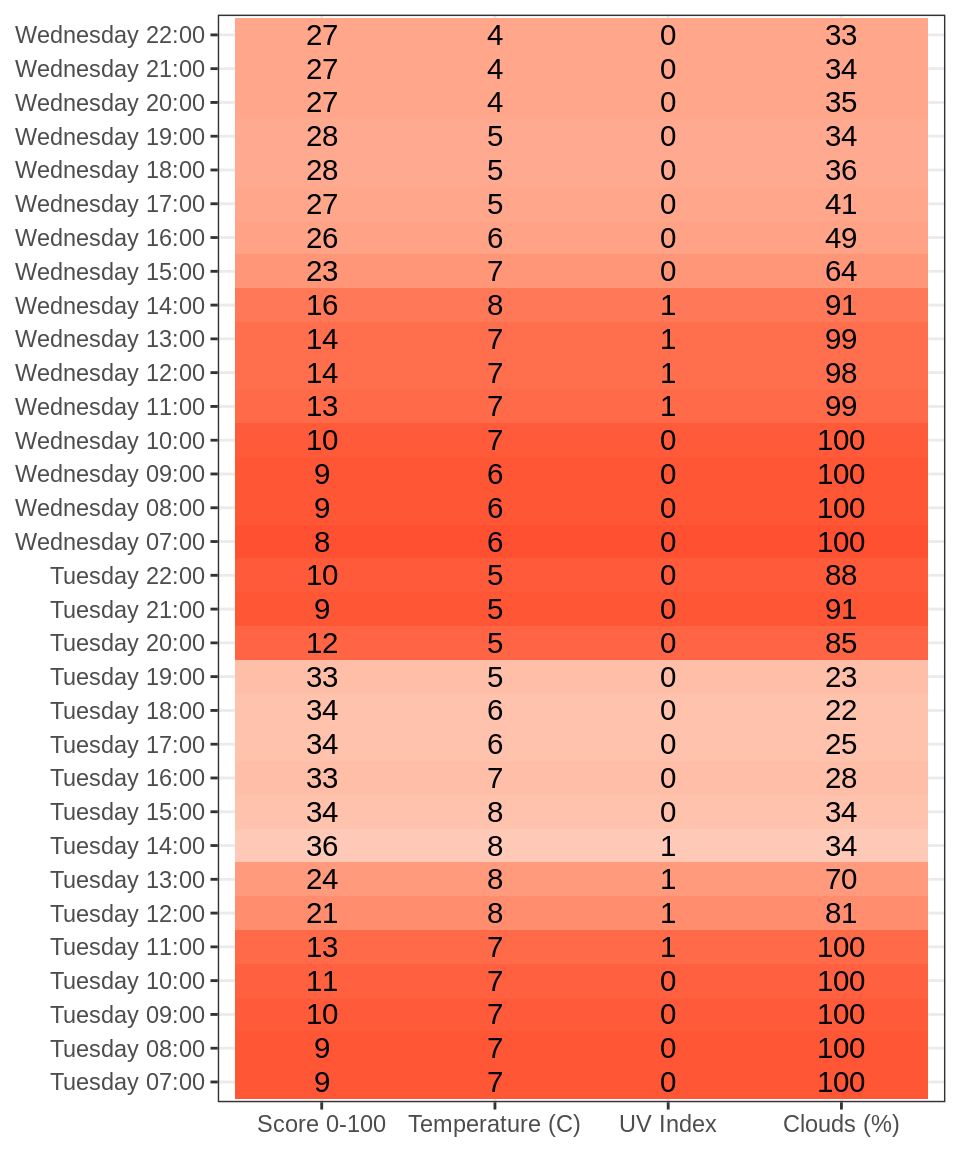 Wednesday 22:00 27 4 0 33
Wednesday 21:00 27 4 0 34
Wednesday 20:00 27 4 0 35
Wednesday 19:00 28 5 0 34
Wednesday 18:00 28 5 0 36
Wednesday 17:00 27 5 0 41
Wednesday 16:00 26 6 0 49
Wednesday 15:00 23 7 0 64
Wednesday 14:00 16 8 1 91
Wednesday 13:00 14 7 1 99
Wednesday 12:00 14 7 1 98
Wednesday 11:00 13 7 1 99
Wednesday 10:00 10 7 0 100
Wednesday 09:00 9 6 0 100
Wednesday 08:00 9 6 0 100
Wednesday 07:00 8 6 0 100
Tuesday 22:00 10 5 0 88
Tuesday 21:00 9 5 0 91
Tuesday 20:00 12 5 0 85
Tuesday 19:00 33 5 0 23
Tuesday 18:00 34 6 0 22
Tuesday 17:00 34 6 0 25
Tuesday 16:00 33 7 0 28
Tuesday 15:00 34 8 0 34
Tuesday 14:00 36 8 1 34
Tuesday 13:00 24 8 1 70
Tuesday 12:00 21 8 1 81
Tuesday 11:00 13 7 1 100
Tuesday 10:00 11 7 0 100
Tuesday 09:00 10 7 0 100
Tuesday 08:00 9 7 0 100
Tuesday 07:00 9 7 0 100
Score 0-100 Temperature (C) UV Index Clouds (%)